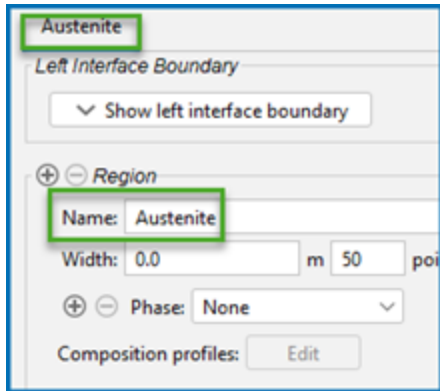 Austenite
Left Interface Boundary
Show left interface boundary
Region
Name: Austenite
Width: 0.0 m 50
Phase: None
Composition profiles: Edit